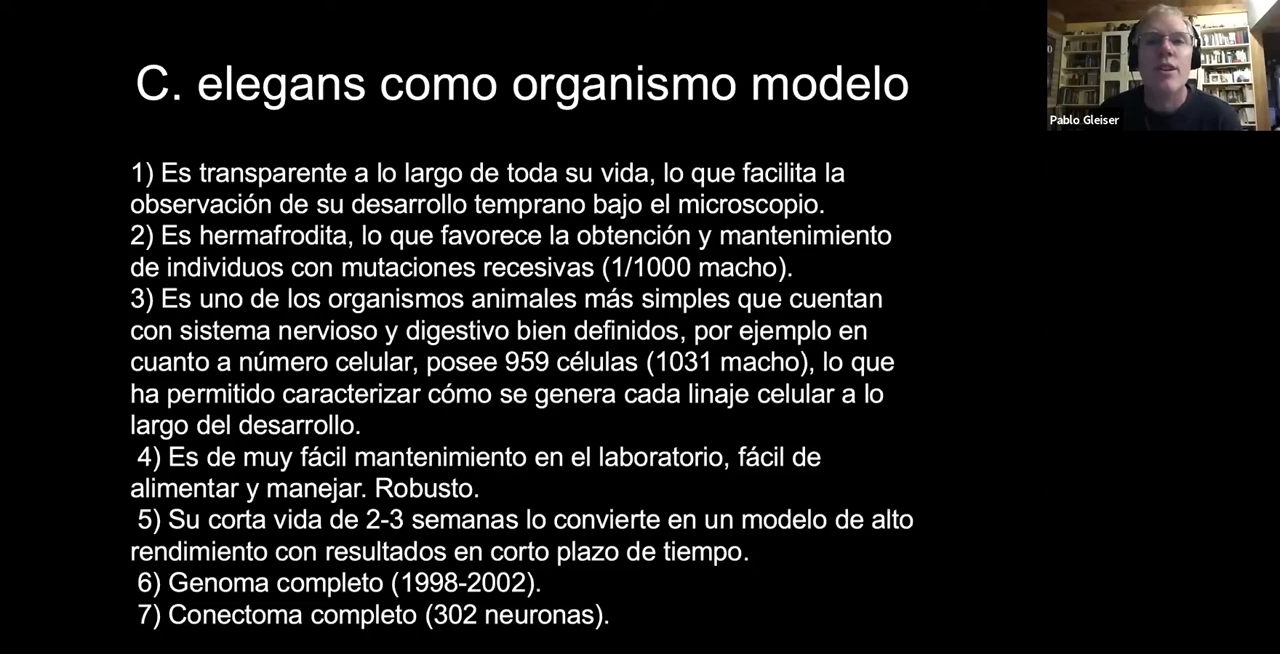 C. elegans como organismo modelo
Pablo Gleiser
1) Es transparente a lo largo de toda su vida, lo que facilita la
observación de su desarrollo temprano bajo el microscopio.
2) Es hermafrodita, lo que favorece la obtención y mantenimiento
de individuos con mutaciones recesivas (1/1000 macho).
3) Es uno de los organismos animales más simples que cuentan
con sistema nervioso y digestivo bien definidos, por ejemplo en
cuanto a número celular, posee 959 células (1031 macho), lo que
ha permitido caracterizar cómo se genera cada linaje celular a lo
largo del desarrollo.
4) Es de muy fácil mantenimiento en el laboratorio, fácil de
alimentar y manejar. Robusto.
5) Su corta vida de 2-3 semanas lo convierte en un modelo de alto
rendimiento con resultados en corto plazo de tiempo.
6) Genoma completo (1998-2002).
7) Conectoma completo (302 neuronas).